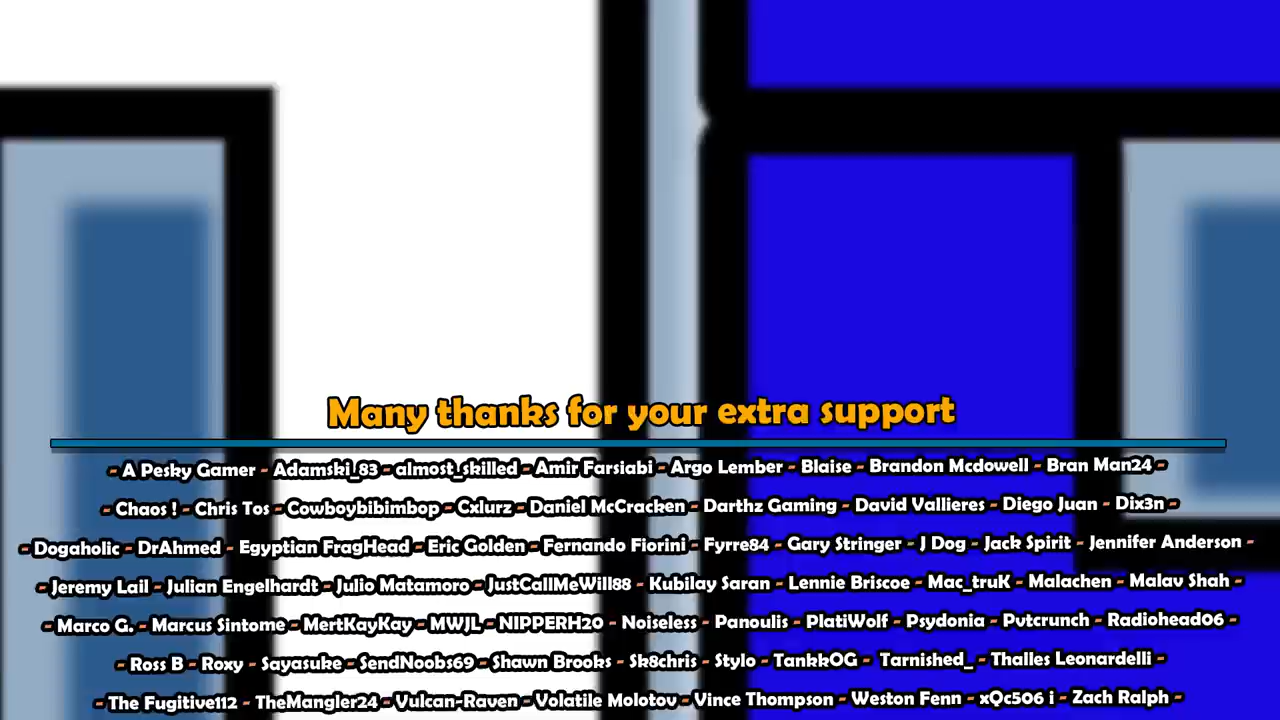 Many thanks for your extra support
- A Pesky Gamer - Adamski_83 - almost_skilled - Amir Farsiabi - Argo Lember - Blaise - Brandon Mcdowell - Bran Man24 -
- Chaos ! - Chris Tos - Cowboybibimbop - Cxlurz - Daniel McCracken - Darthz Gaming - David Vallieres - Diego Juan - Dix3n -
- Dogaholic - DrAhmed - Egyptian FragHead - Eric Golden - Fernando Fiorini - Fyrre84 - Gary Stringer - J Dog - Jack Spirit - Jennifer Anderson -
- Jeremy Lail - Julian Engelhardt - Julio Matamoro - JustCallMeWill88 - Kubilay Saran - Lennie Briscoe - Mac_truK - Malachen - Malav Shah -
- Marco G. - Marcus Sintome - MertKayKay - MWJL - NIPPERH20 - Noiseless - Panoulis - PlatiWolf - Psydonia - Pvtcrunch - Radiohead06 -
- Ross B - Roxy - Sayasuke - SendNoobs69 - Shawn Brooks - Sk8chris - Stylo - TankkOG - Tarnished_ - Thalles Leonardelli -
- The Fugitive112 - TheMangler24 - Vulcan-Raven - Volatile Molotov - Vince Thompson - Weston Fenn - xQc506 i - Zach Ralph -